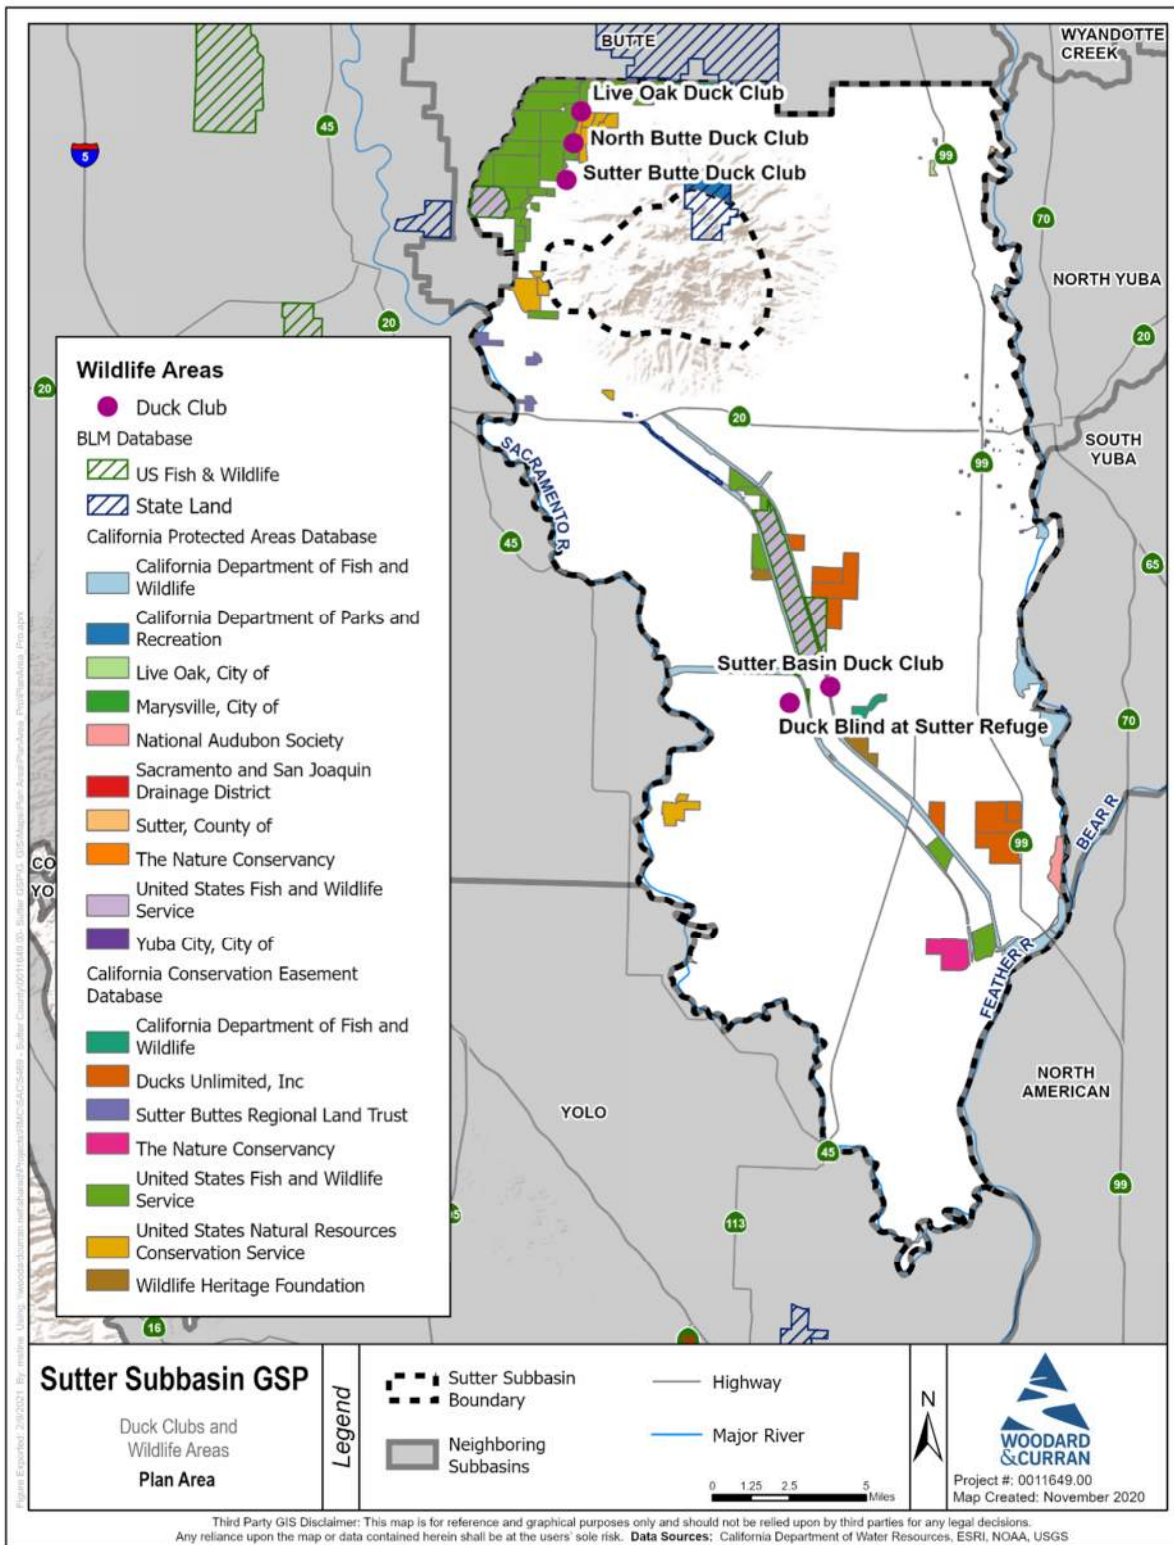 BUTTE
WYANDOTTE
CREEK
Live Oak Duck Club
North Butte Duck Club
Sutter Butte Duck Club
45
5
99
70
NORTH YUBA
20
20
20
20
SOUTH
YUBA
99
SACRAMENTO R
45
65
Sutter Basin Duck Club
Duck Blind at Sutter Refuge
70
BEAR R
99
FEATHER R
NORTH
AMERICAN
YOLO
45
99
113
16
CO
YO
Wildlife Areas
Duck Club
BLM Database
US Fish & Wildlife
State Land
California Protected Areas Database
California Department of Fish and
Wildlife
California Department of Parks and
Recreation
Live Oak, City of
Marysville, City of
National Audubon Society
Sacramento and San Joaquin
Drainage District
Sutter, County of
The Nature Conservancy
United States Fish and Wildlife
Service
Yuba City, City of
California Conservation Easement
Database
California Department of Fish and
Wildlife
Ducks Unlimited, Inc
Sutter Buttes Regional Land Trust
The Nature Conservancy
United States Fish and Wildlife
Service
United States Natural Resources
Conservation Service
Wildlife Heritage Foundation
Sutter Subbasin GSP
Duck Clubs and
Wildlife Areas
Plan Area
Legend
Sutter Subbasin
Boundary
Neighboring
Subbasins
Highway
Major River
0 1.25 2.5 5
Miles
N
WOODARD
&CURRAN
Project #: 0011649.00
Map Created: November 2020
Third Party GIS Disclaimer: This map is for reference and graphical purposes only and should not be relied upon by third parties for any legal decisions.
Any reliance upon the map or data contained herein shall be at the users' sole risk. Data Sources: California Department of Water Resources, ESRI, NOAA, USGS
Figure Exported: 2/9/2021